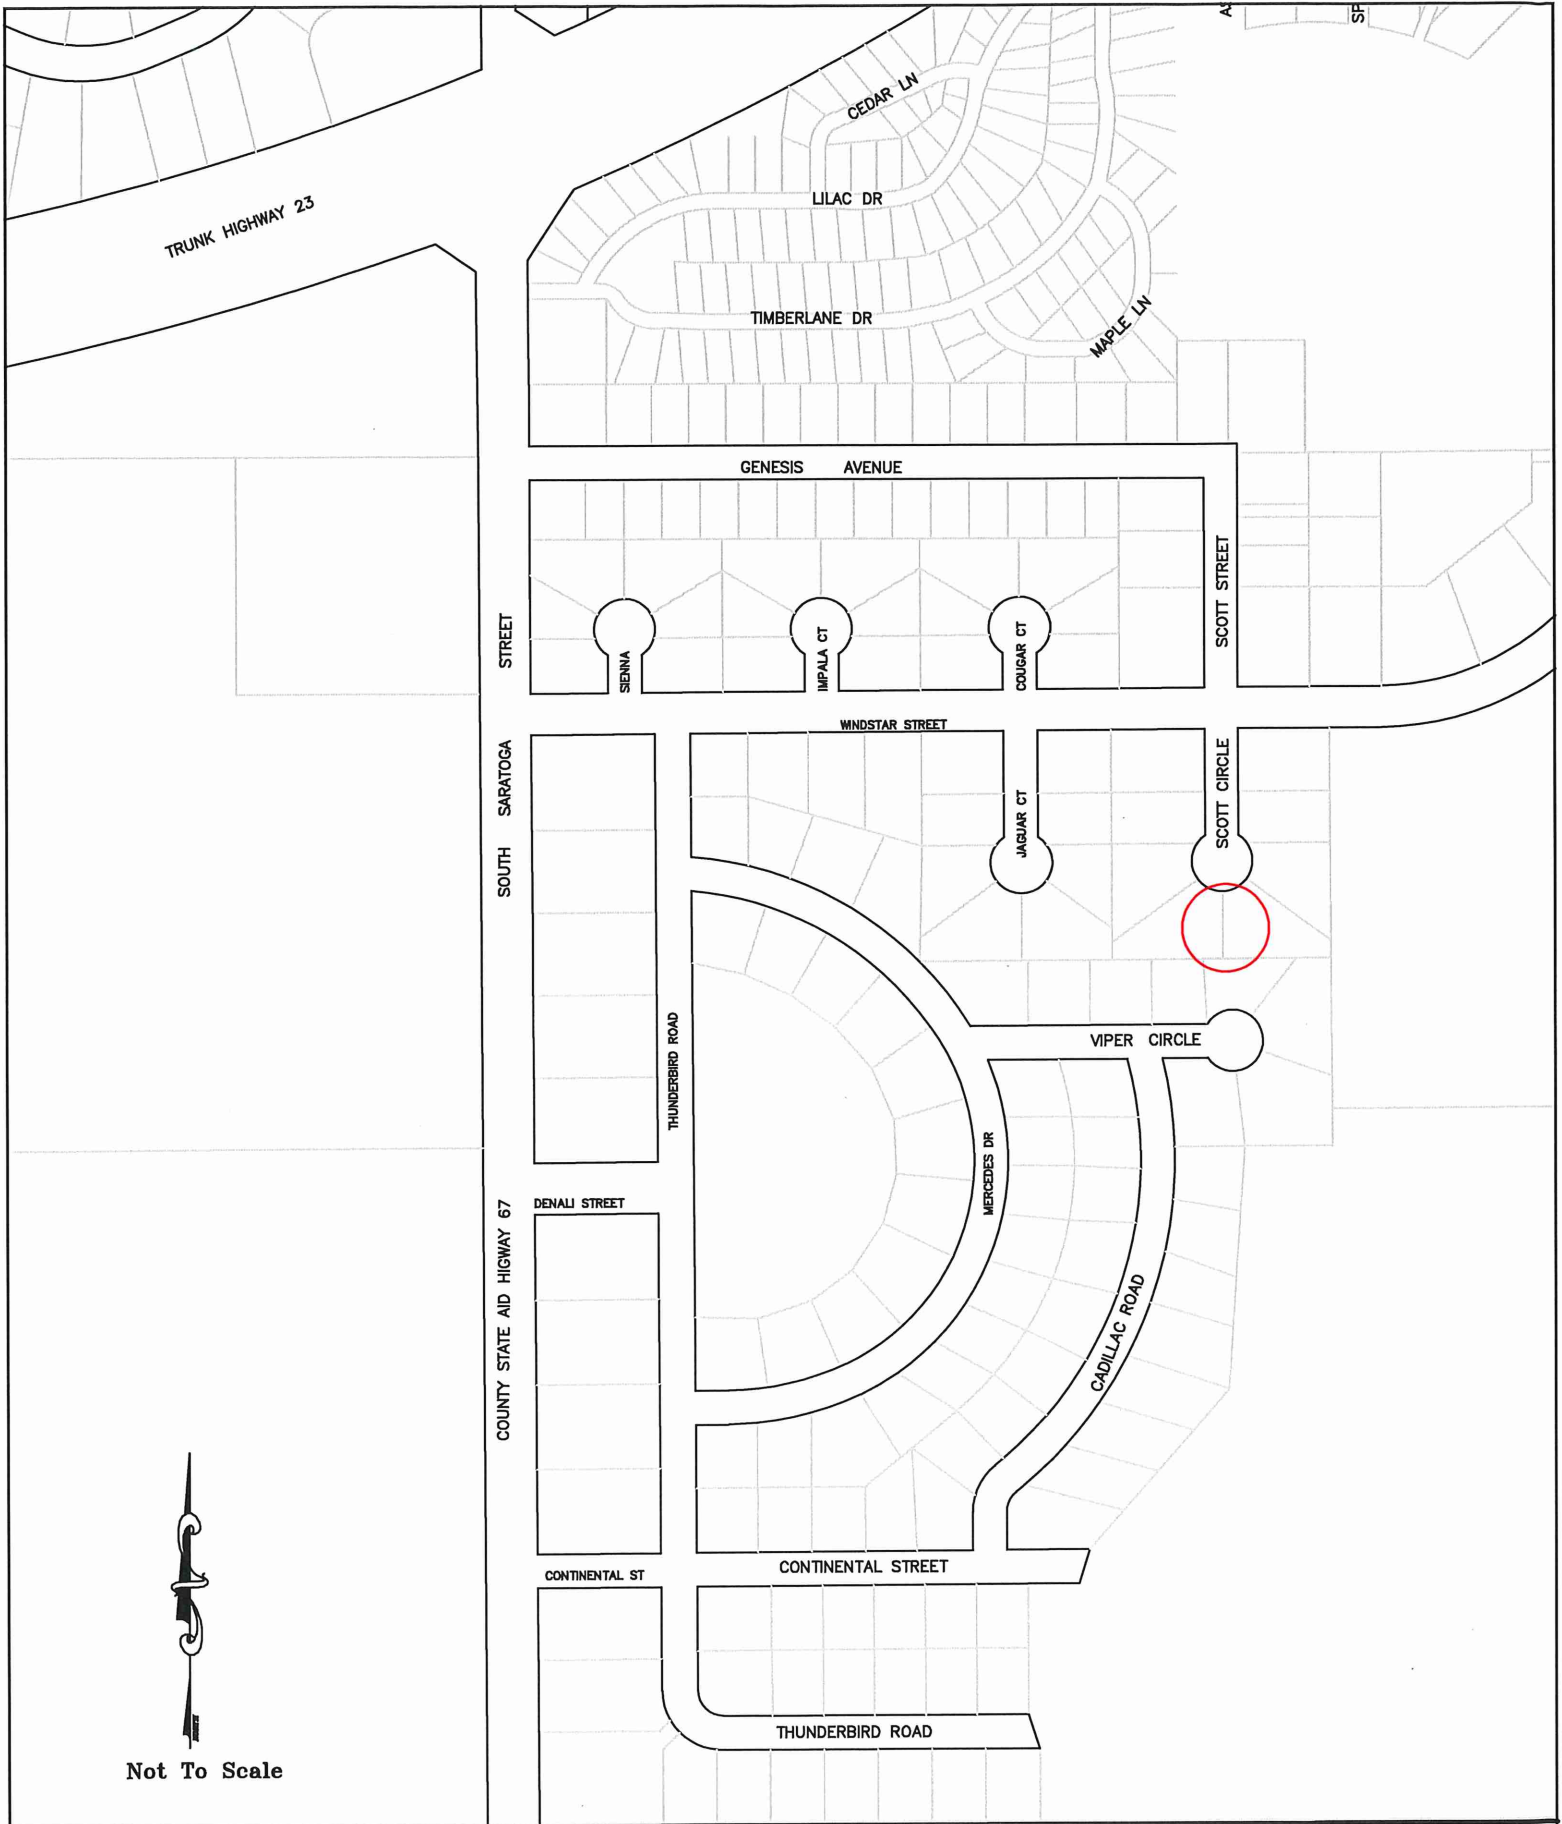 AS
SP
CEDAR LN
LILAC DR
TRUNK HIGHWAY 23
TIMBERLANE DR
MAPLE LN
GENESIS AVENUE
SCOTT STREET
STREET
SIENNA
IMPALA CT
COUGAR CT
WINDSTAR STREET
SOUTH SARATOGA
JAGUAR CT
SCOTT CIRCLE
THUNDERBIRD ROAD
VIPER CIRCLE
MERCEDES DR
DENALI STREET
COUNTY STATE AID HIGWAY 67
CADILLAC ROAD
CONTINENTAL STREET
CONTINENTAL ST
THUNDERBIRD ROAD
Not To Scale